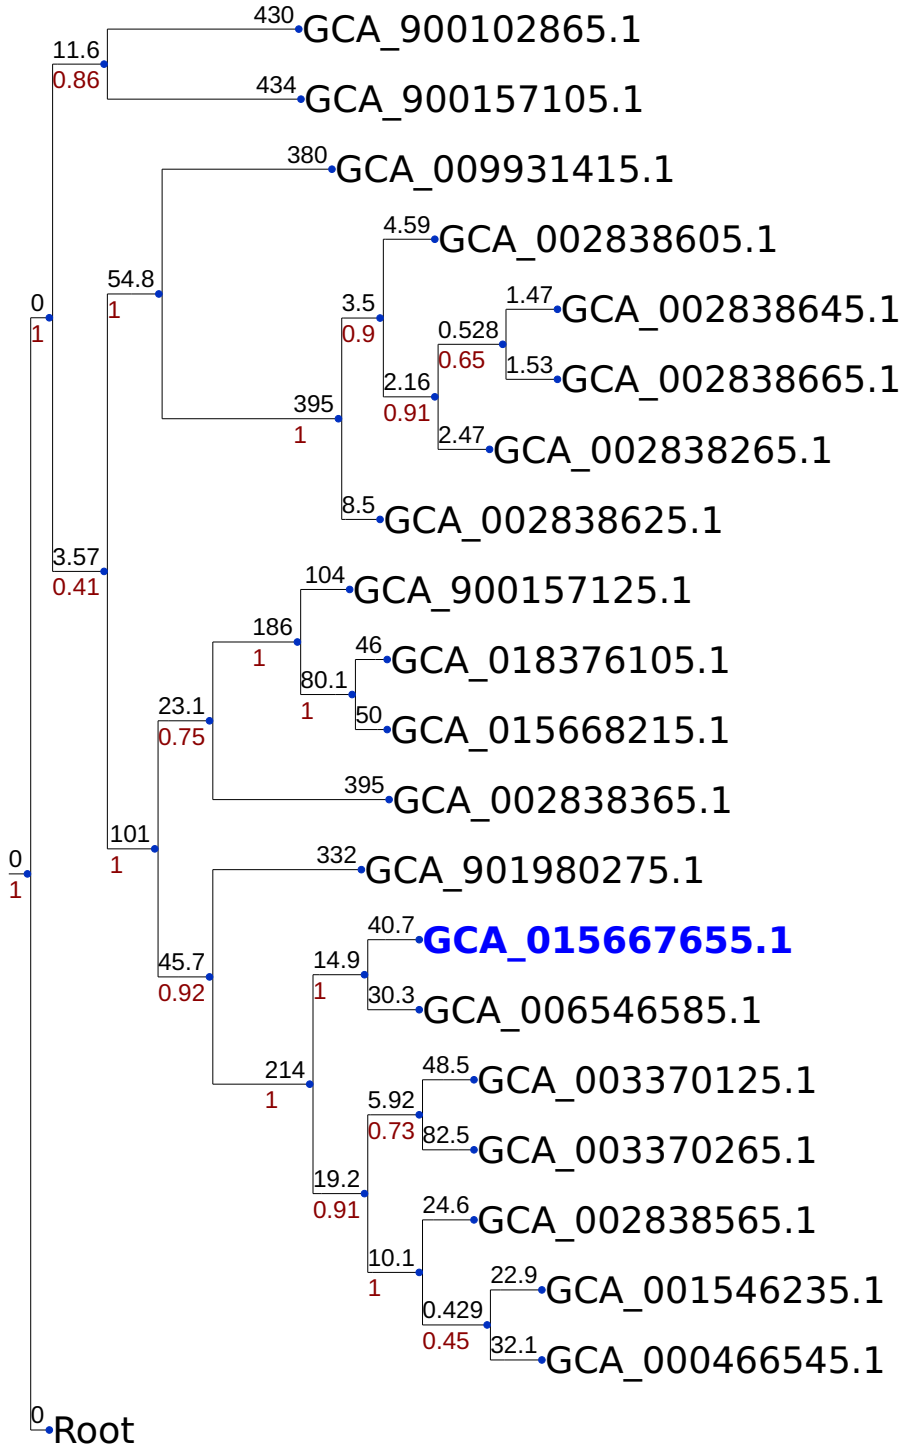 430
GCA_900102865.1
11.6
0.86
434
GCA_900157105.1
380
GCA_009931415.1
4.59
GCA_002838605.1
54.8
1
1.47
GCA_002838645.1
0
1
3.5
0.9
0.528
0.65
1.53
GCA_002838665.1
2.16
0.91
395
1
2.47
GCA_002838265.1
8.5
GCA_002838625.1
3.57
0.41
104
GCA_900157125.1
186
1
46
GCA_018376105.1
80.1
1
23.1
0.75
50
GCA_015668215.1
395
GCA_002838365.1
101
1
0
1
332
GCA_901980275.1
40.7
GCA_015667655.1
45.7
0.92
14.9
1
30.3
GCA_006546585.1
214
1
48.5
GCA_003370125.1
5.92
0.73
82.5
GCA_003370265.1
19.2
0.91
24.6
GCA_002838565.1
10.1
1
22.9
GCA_001546235.1
0.429
0.45
32.1
GCA_000466545.1
0
Root